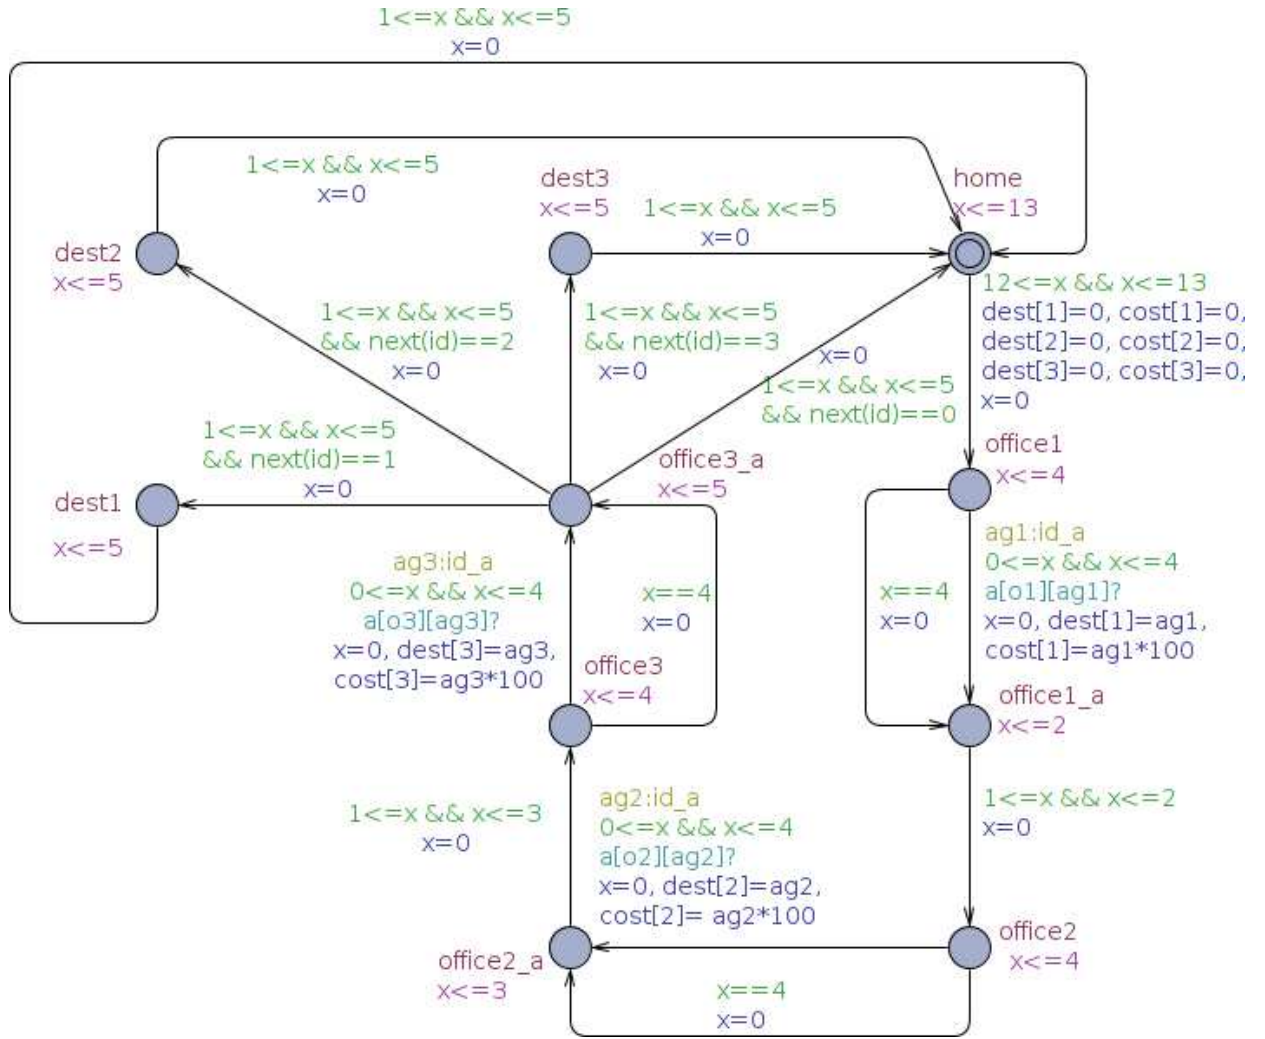 1<=x && x<=5
x=0
1<=x && x<=5
x=0
dest3
x<=5
1<=x && x<=5
x=0
home
x<=13
dest2
x<=5
12<=x && x<=13
dest[1]=0, cost[1]=0,
dest[2]=0, cost[2]=0,
dest[3]=0, cost[3]=0,
x=0
1<=x && x<=5
&& next(id)==2
x=0
1<=x && x<=5
&& next(id)==3
x=0
x=0
1<=x && x<=5
&& next(id)==0
1<=x && x<=5
&& next(id)==1
x=0
office3_a
x<=5
office1
x<=4
dest1
x<=5
ag3:id_a
0<=x && x<=4
a[o3][ag3]?
x=0, dest[3]=ag3,
cost[3]=ag3*100
x==4
x=0
x==4
x=0
ag1:id_a
0<=x && x<=4
a[o1][ag1]?
x=0, dest[1]=ag1,
cost[1]=ag1*100
office3
x<=4
office1_a
x<=2
1<=x && x<=3
x=0
ag2:id_a
0<=x && x<=4
a[o2][ag2]?
x=0, dest[2]=ag2,
cost[2]= ag2*100
1<=x && x<=2
x=0
office2_a
x<=3
office2
x<=4
x==4
x=0